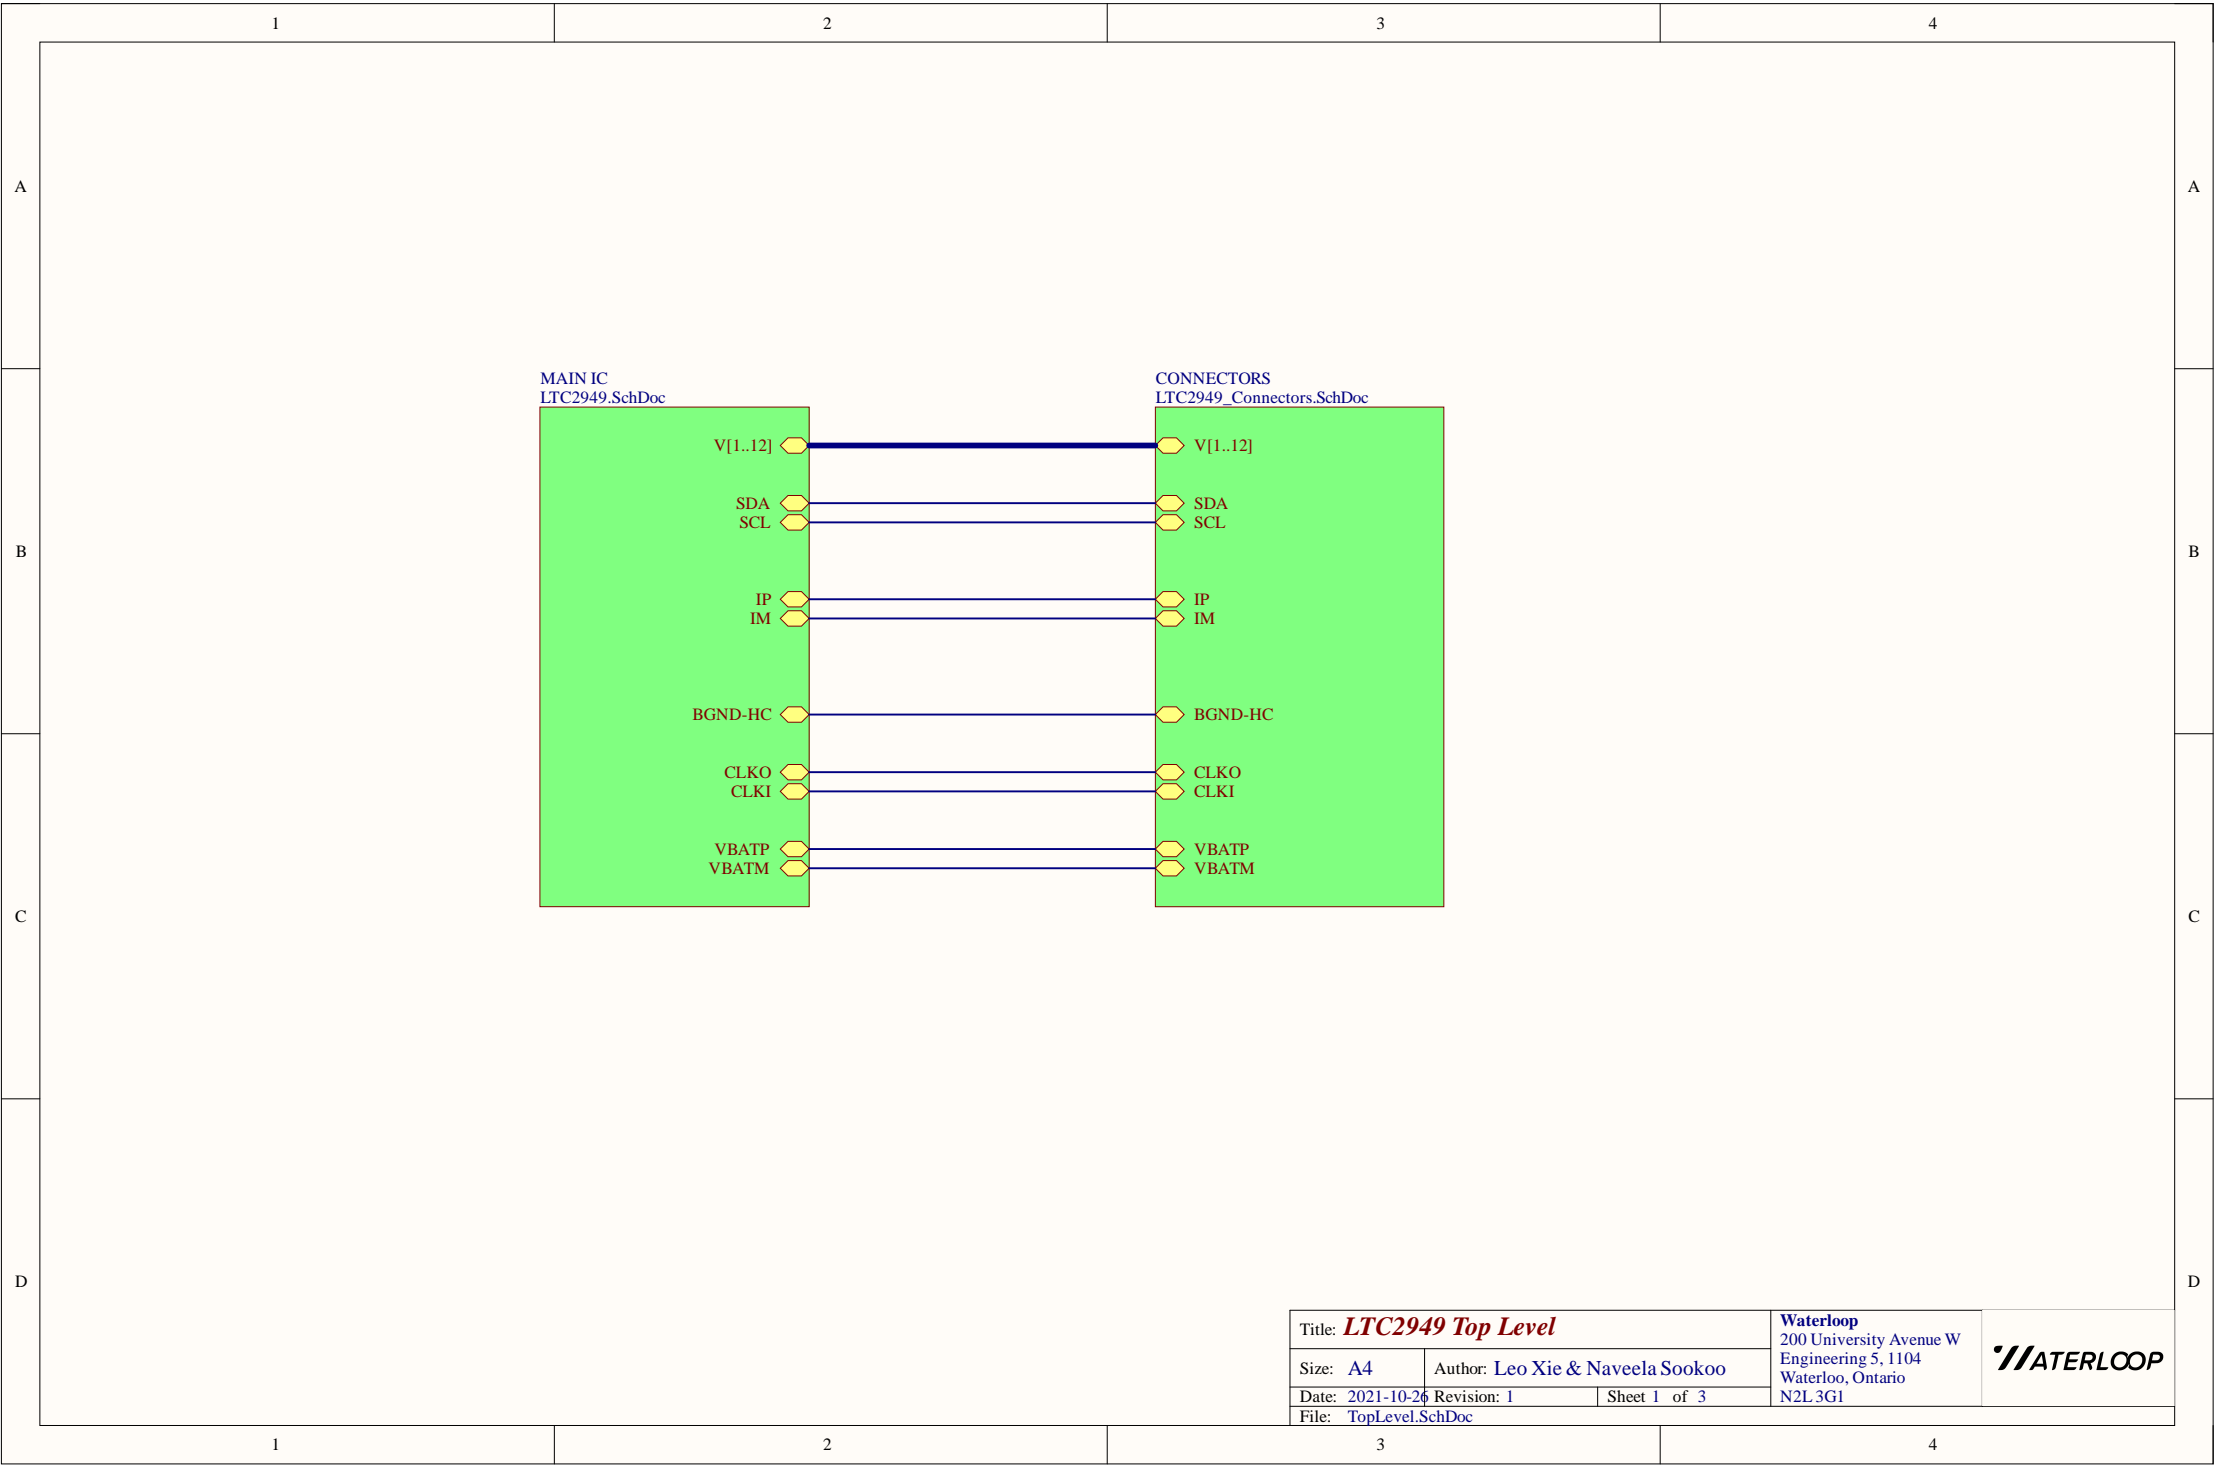 1 2 3 4
A A
MAIN IC
LTC2949.SchDoc
V[1..12]
SDA
SCL
IP
IM
BGND-HC
CLKO
CLKI
VBATP
VBATM
CONNECTORS
LTC2949_Connectors.SchDoc
V[1..12]
SDA
SCL
IP
IM
BGND-HC
CLKO
CLKI
VBATP
VBATM
B B
C C
D D
Title: LTC2949 Top Level
Size: A4 Author: Leo Xie & Naveela Sookoo
Date: 2021-10-26 Revision: 1 Sheet 1 of 3
File: TopLevel.SchDoc
Waterloop
200 University Avenue W
Engineering 5, 1104
Waterloo, Ontario
N2L 3G1
WATERLOOP
1 2 3 4